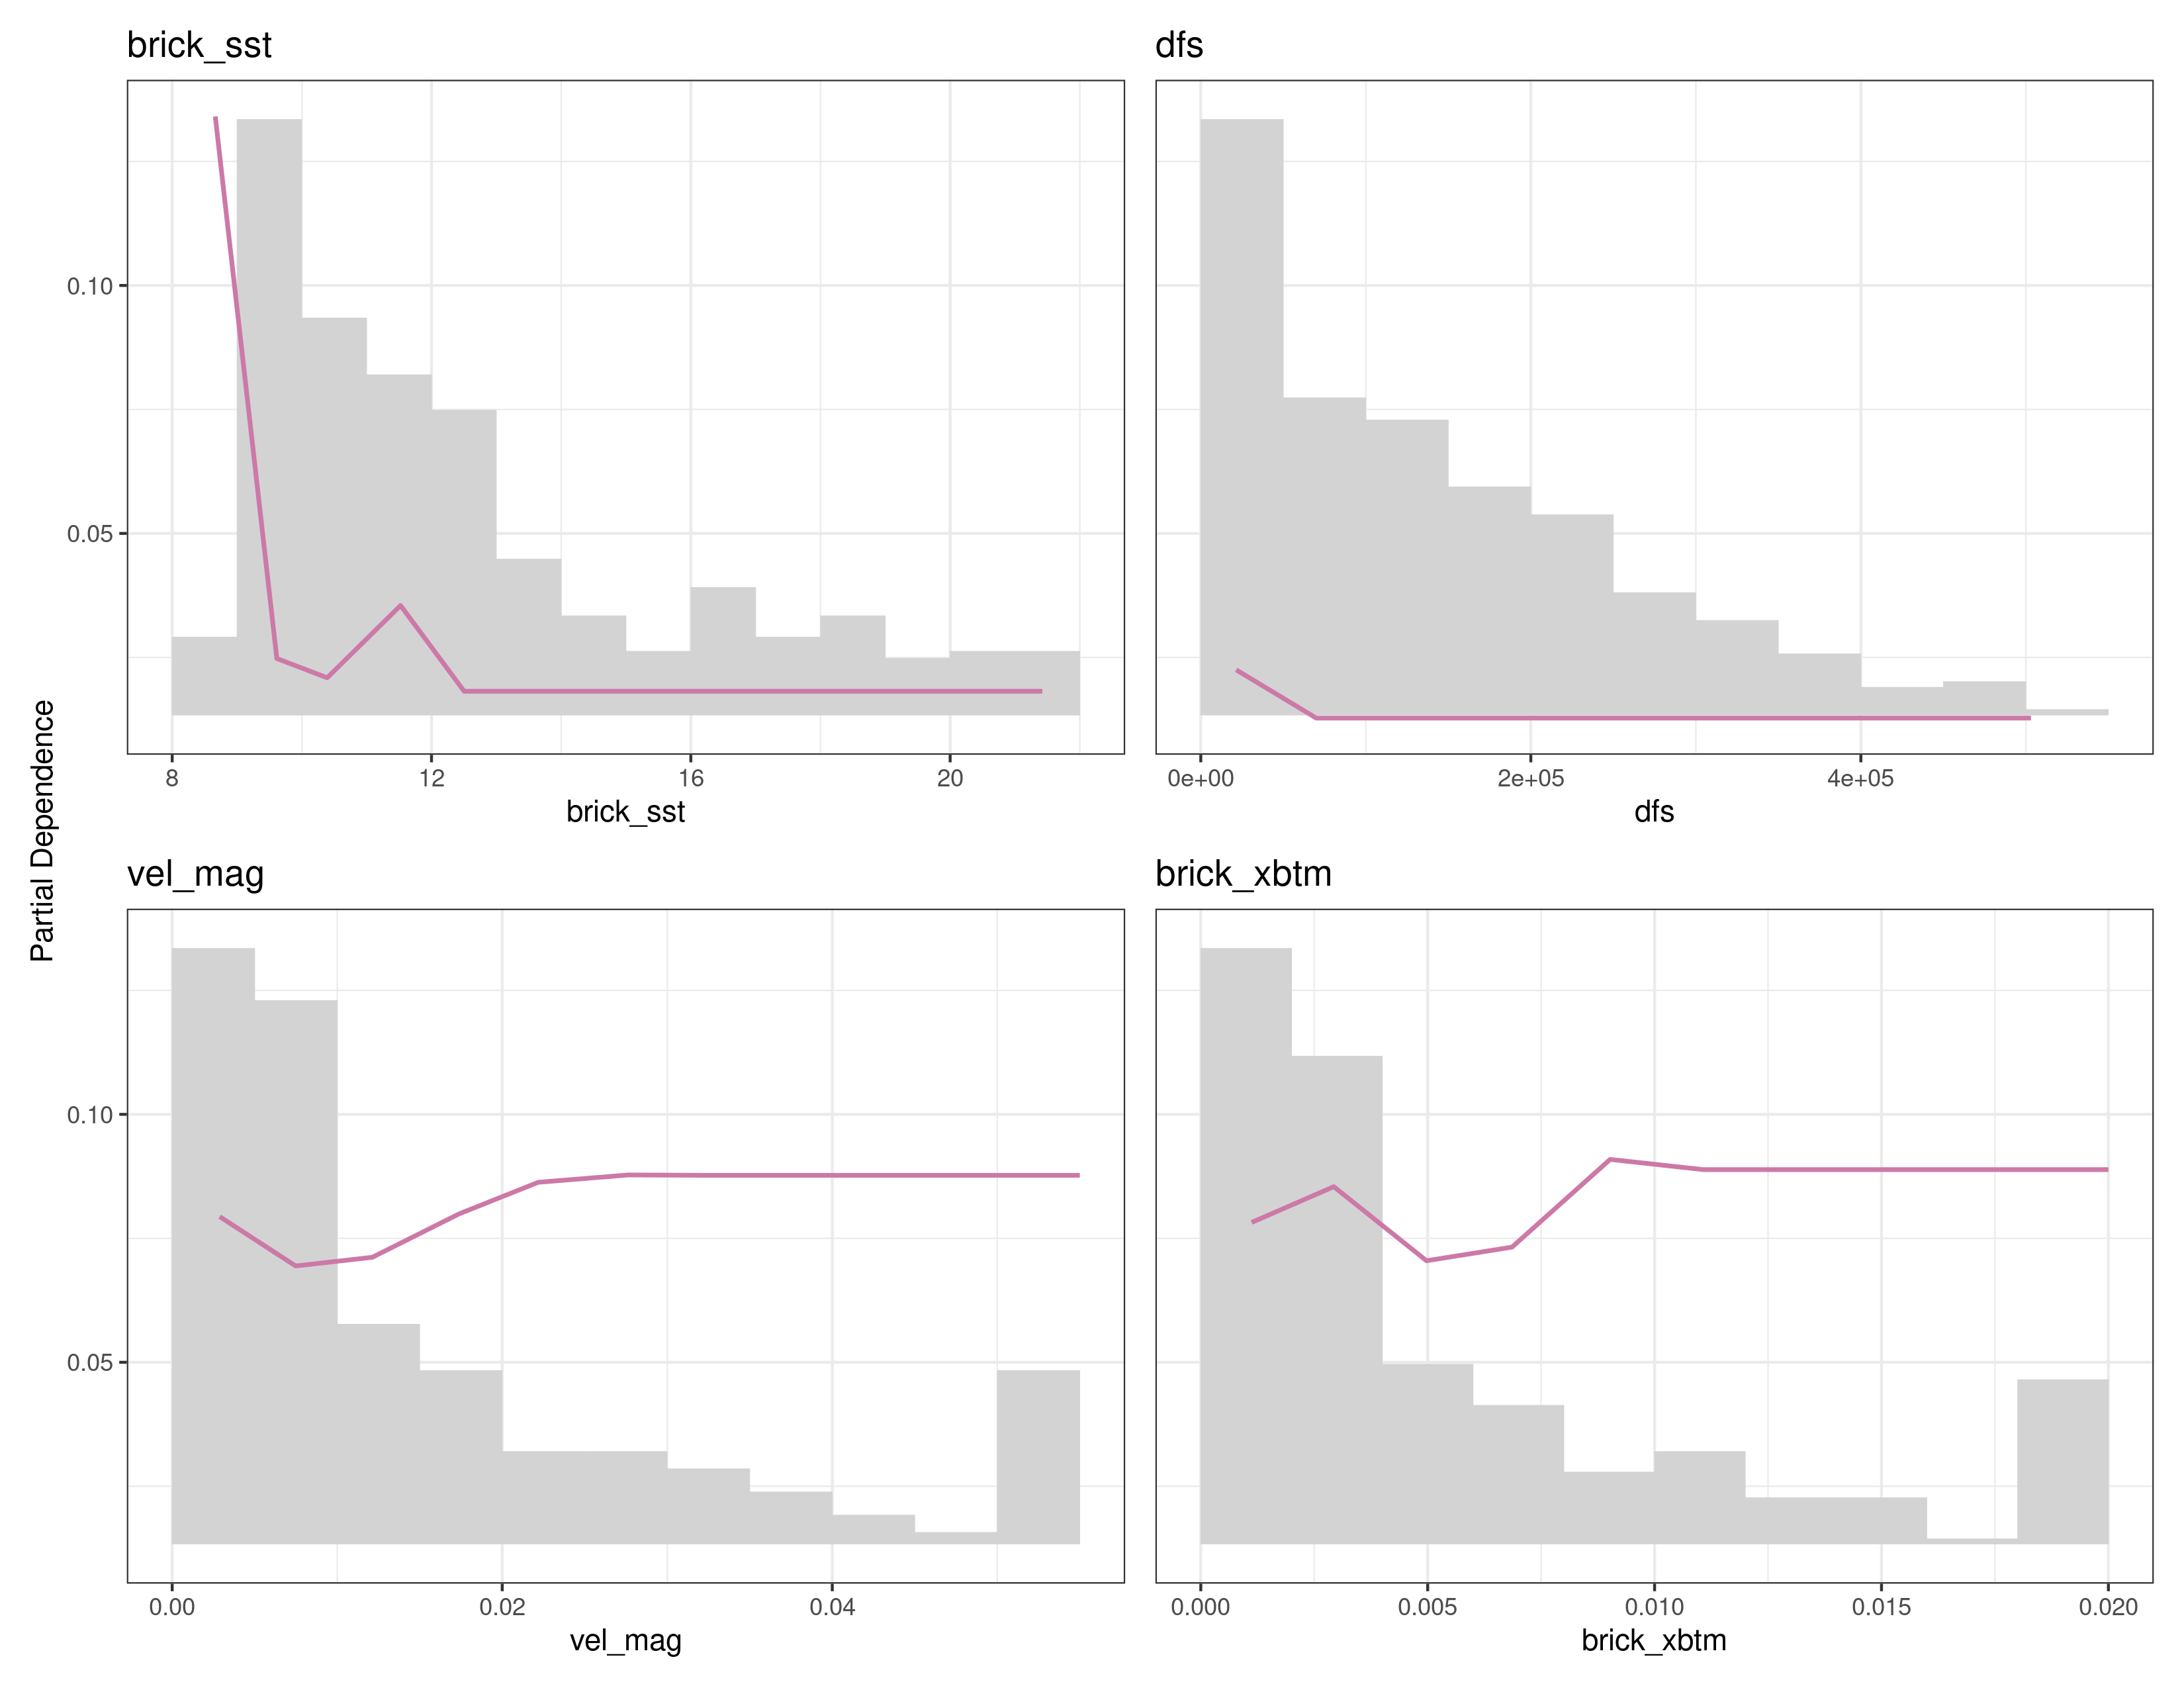 brick_sst
dfs
0.10
0.05
8 12 16 20
0e+00 2e+05 4e+05
brick_sst
dfs
Partial Dependence
vel_mag
brick_xbtm
0.10
0.05
0.00 0.02 0.04
0.000 0.005 0.010 0.015 0.020
vel_mag
brick_xbtm